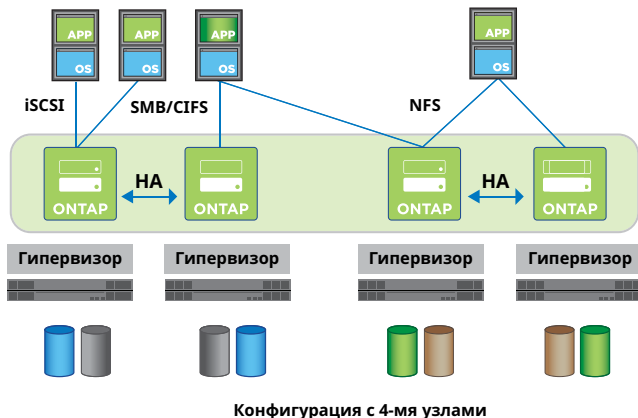 APP
APP
APP
APP
OS
OS
OS
OS
iSCSI
SMB/CIFS
NFS
HA
HA
ONTAP
ONTAP
ONTAP
ONTAP
Гипервизор
Гипервизор
Гипервизор
Гипервизор
Конфигурация с 4-мя узлами